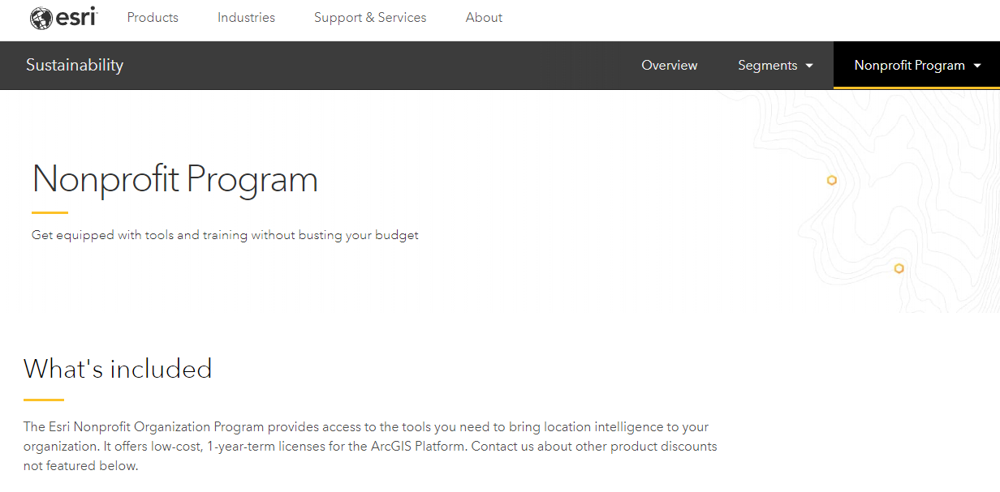 esri
Products
Industries
Support & Services
About
Sustainability
Overview
Segments
Nonprofit Program
Nonprofit Program
Get equipped with tools and training without busting your budget
What's included
The Esri Nonprofit Organization Program provides access to the tools you need to bring location intelligence to your
organization. It offers low-cost, 1-year-term licenses for the ArcGIS Platform. Contact us about other product discounts
not featured below.